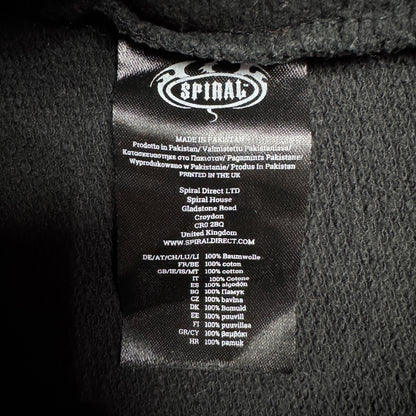 SPIRAL
MADE IN PAKISTAN
Prodotto in Pakistan/ Valmistettu Pakistanissa/
Κατασκευάστηκε στο Πακιστάν/ Pagaminta Pakistane/
Wyprodukowano w Pakistanie/ Produs în Pakistan
PRINTED IN THE UK
Spiral Direct LTD
Spiral House
Gladstone Road
Croydon
CR0 2BQ
United Kingdom
WWW.SPIRALDIRECT.COM
DE/AT/CH/LU/LI 100% Baumwolle
FR/BE 100% coton
GB/IE/IS/MT 100% cotton
IT 100% Cotone
ES 100% algodón
BG 100% Памук
CZ 100% bavlna
DK 100% Bomuld
EE 100% puuvill
FI 100% puuvillea
GR/CY 100% βαμβάκι
HR 100% pamuk